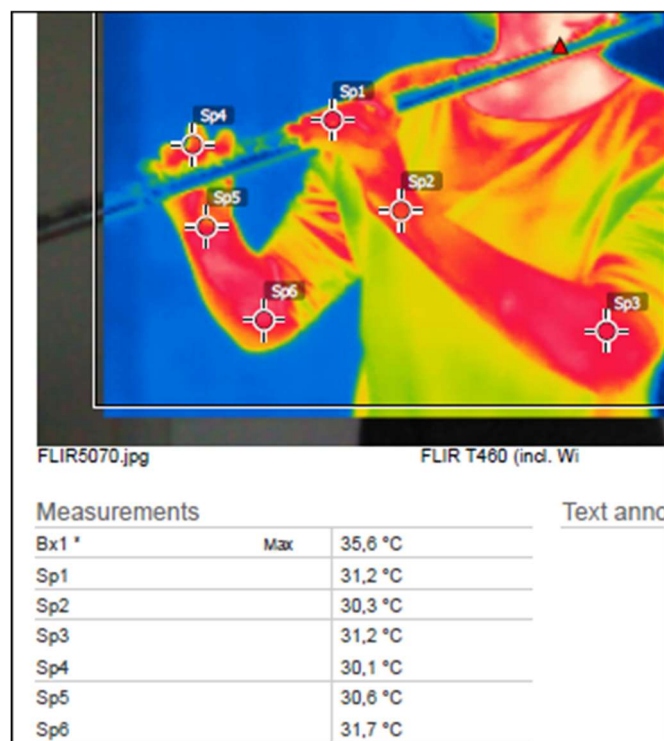 Sp1
Sp4
Sp2
Sp5
Sp6
Sp3
FLIR5070.jpg FLIR T460 (incl. Wi
Measurements Text anno
Bx1 * Max 35,6 °C
Sp1 31,2 °C
Sp2 30,3 °C
Sp3 31,2 °C
Sp4 30,1 °C
Sp5 30,6 °C
Sp6 31,7 °C